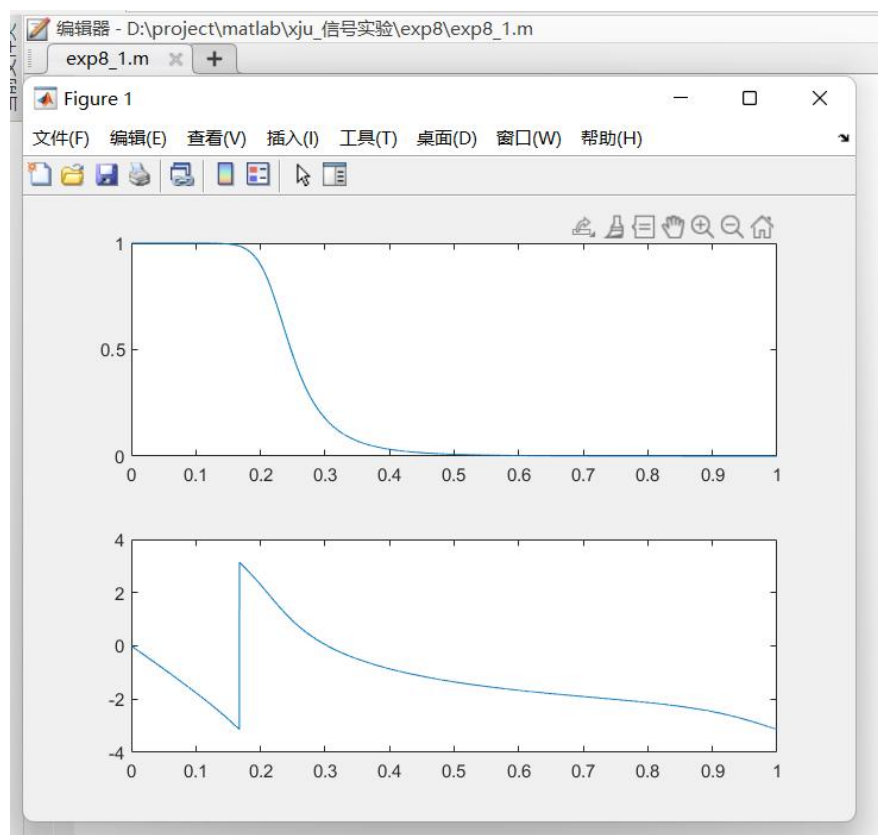 编辑器 - D:\project\matlab\xju_信号实验\exp8\exp8_1.m
exp8_1.m
Figure 1
文件(F) 编辑(E) 查看(V) 插入(I) 工具(T) 桌面(D) 窗口(W) 帮助(H)
1
0.5
0
0 0.1 0.2 0.3 0.4 0.5 0.6 0.7 0.8 0.9 1
4
2
0
-2
-4
0 0.1 0.2 0.3 0.4 0.5 0.6 0.7 0.8 0.9 1